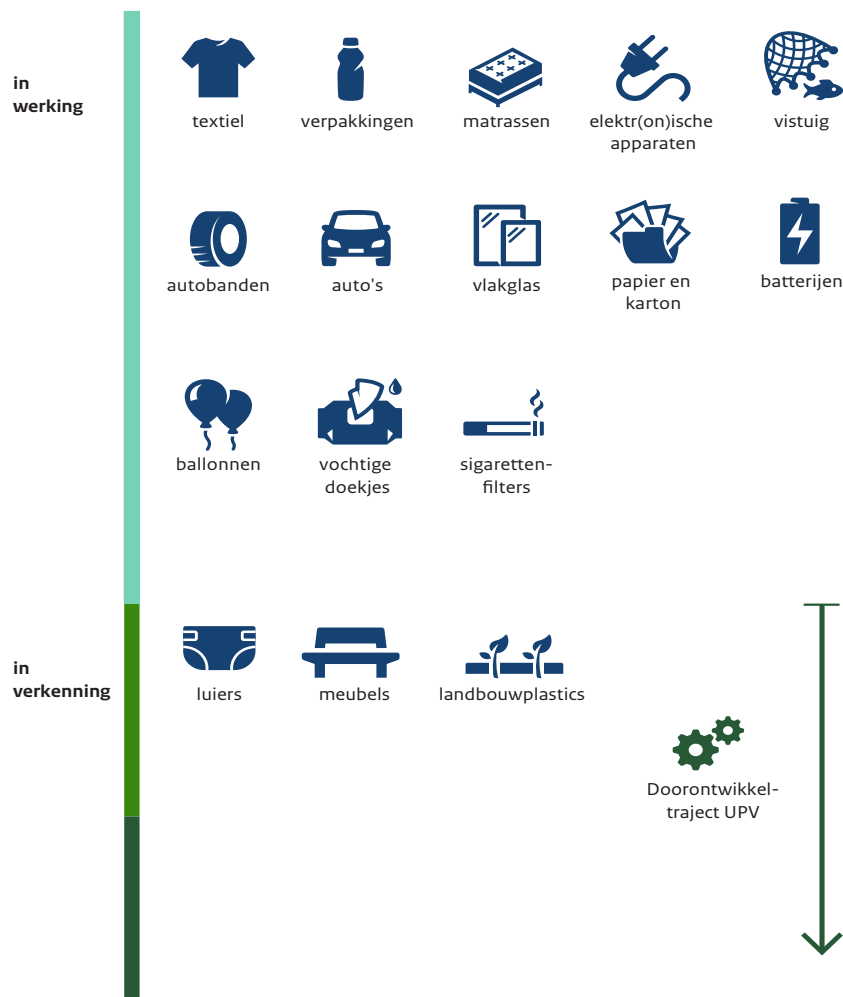 in
werking
textiel
verpakkingen
matrassen
elektr(on)ische
apparaten
vistuig
autobanden
auto's
vlakglas
papier en
karton
batterijen
ballonnen
vochtige
doekjes
sigaretten-
filters
in
verkenning
luiers
meubels
landbouwplastics
Doorontwikkel-
traject UPV